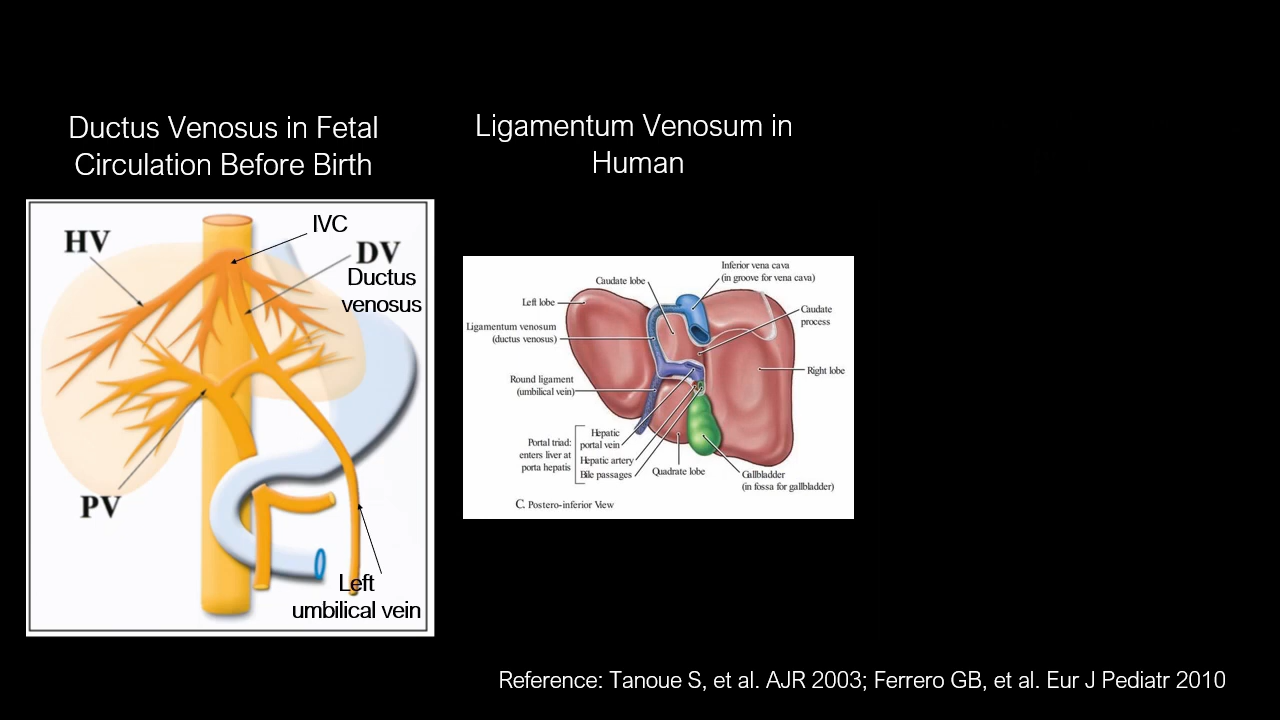 Ductus Venosus in Fetal
Circulation Before Birth
Ligamentum Venosum in
Human
HV
IVC
DV
Ductus
venosus
PV
Left
umbilical vein
Caudate lobe
Inferior vena cava
(in groove for vena cava)
Left lobe
Caudate
process
Ligamentum venosum
(ductus venosus)
Right lobe
Round ligament
(umbilical vein)
Portal triad:
enters liver at
porta hepatis
Hepatic
portal vein
Hepatic artery
Bile passages
Quadrate lobe
Gallbladder
(in fossa for gallbladder)
C. Postero-inferior View
Reference: Tanoue S, et al. AJR 2003; Ferrero GB, et al. Eur J Pediatr 2010